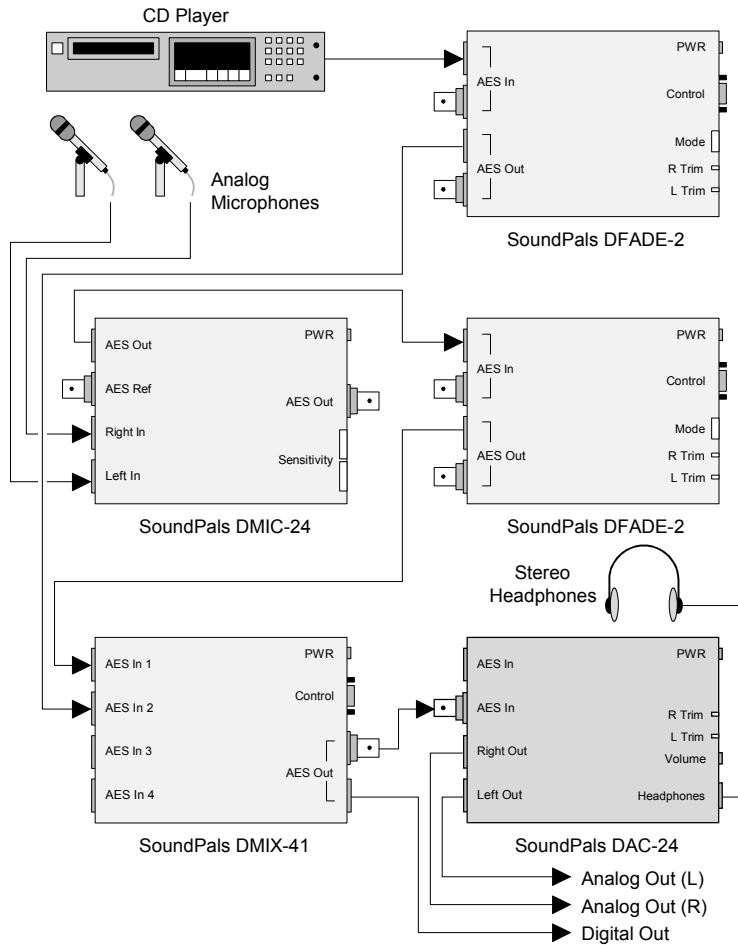 CD Player
PWR
AES In
Control
Mode
AES Out
R Trim
L Trim
Analog
Microphones
SoundPals DFADE-2
AES Out
PWR
AES Ref
AES Out
Right In
Sensitivity
Left In
SoundPals DMIC-24
PWR
AES In
Control
Mode
AES Out
R Trim
L Trim
SoundPals DFADE-2
Stereo
Headphones
AES In 1
PWR
Control
AES In 2
AES In 3
AES Out
AES In 4
SoundPals DMIX-41
AES In
PWR
AES In
R Trim
L Trim
Right Out
Volume
Left Out
Headphones
SoundPals DAC-24
Analog Out (L)
Analog Out (R)
Digital Out